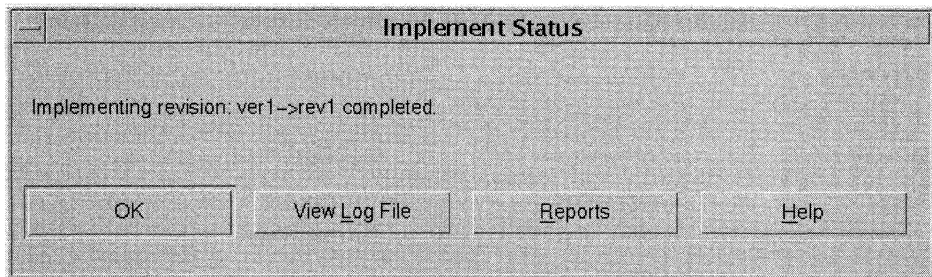 Implement Status
Implementing revision: ver1->rev1 completed.
OK View Log File Reports Help